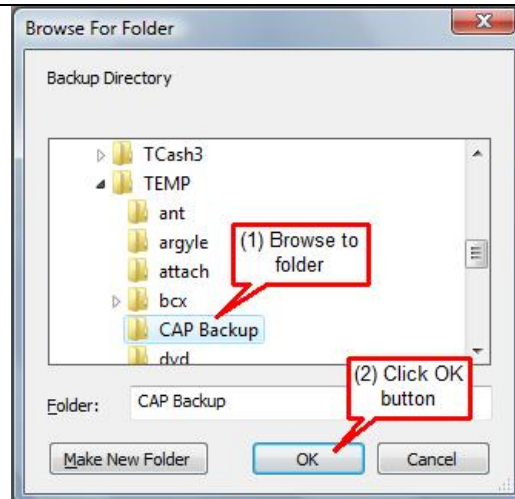 Browse For Folder
Backup Directory
TCash3
TEMP
ant
argyle
attach
bcx
CAP Backup
dvd
(1) Browse to
folder
Folder:
CAP Backup
(2) Click OK
button
Make New Folder
OK
Cancel